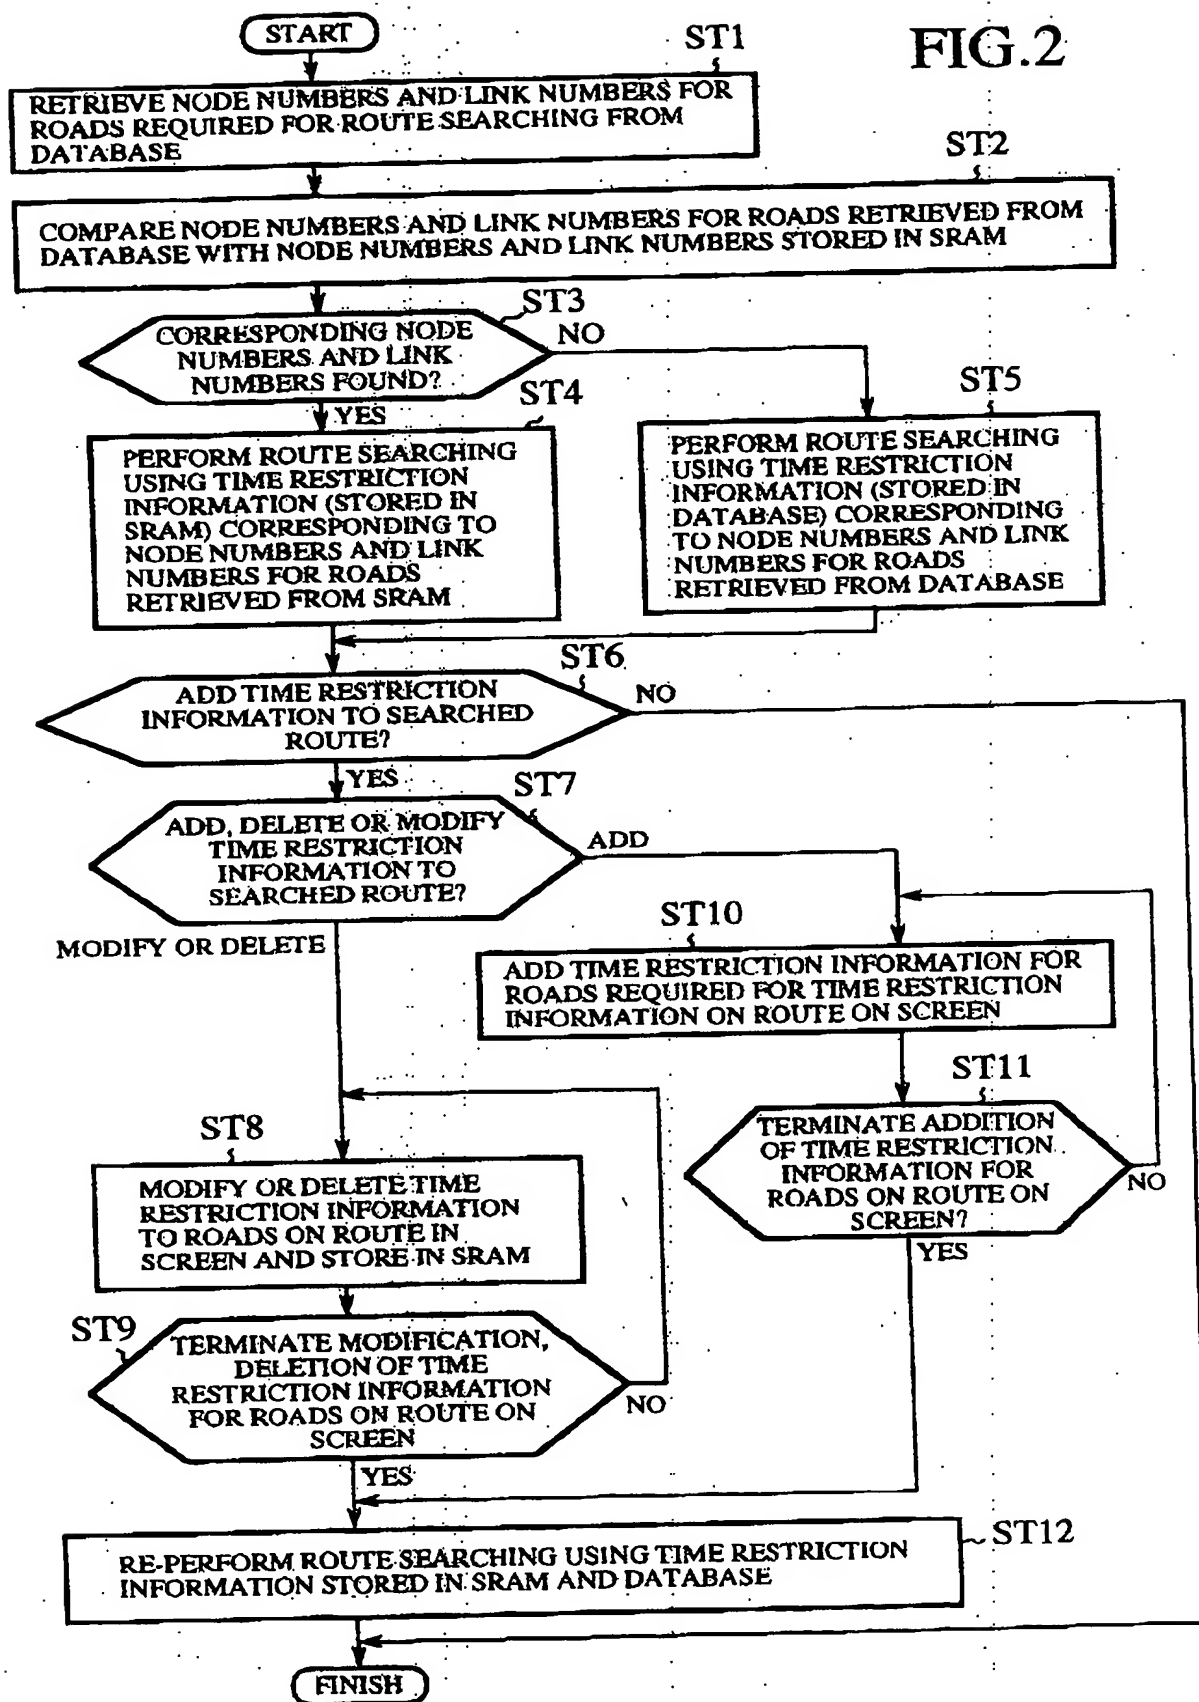 START
ST1
FIG.2
RETRIEVE NODE NUMBERS AND LINK NUMBERS FOR
ROADS REQUIRED FOR ROUTE SEARCHING FROM
DATABASE
ST2
COMPARE NODE NUMBERS AND LINK NUMBERS FOR ROADS RETRIEVED FROM
DATABASE WITH NODE NUMBERS AND LINK NUMBERS STORED IN SRAM
ST3
CORRESPONDING NODE
NUMBERS AND LINK
NUMBERS FOUND?
NO
YES
ST4
PERFORM ROUTE SEARCHING
USING TIME RESTRICTION
INFORMATION (STORED IN
SRAM) CORRESPONDING TO
NODE NUMBERS AND LINK
NUMBERS FOR ROADS
RETRIEVED FROM SRAM
ST5
PERFORM ROUTE SEARCHING
USING TIME RESTRICTION
INFORMATION (STORED IN
DATABASE) CORRESPONDING
TO NODE NUMBERS AND LINK
NUMBERS FOR ROADS
RETRIEVED FROM DATABASE
ST6
ADD TIME RESTRICTION
INFORMATION TO SEARCHED
ROUTE?
NO
YES
ST7
ADD, DELETE OR MODIFY
TIME RESTRICTION
INFORMATION TO
SEARCHED ROUTE?
ADD
MODIFY OR DELETE
ST10
ADD TIME RESTRICTION INFORMATION FOR
ROADS REQUIRED FOR TIME RESTRICTION
INFORMATION ON ROUTE ON SCREEN
ST11
TERMINATE ADDITION
OF TIME RESTRICTION
INFORMATION FOR
ROADS ON ROUTE ON
SCREEN?
NO
YES
ST8
MODIFY OR DELETE TIME
RESTRICTION INFORMATION
TO ROADS ON ROUTE IN
SCREEN AND STORE IN SRAM
ST9
TERMINATE MODIFICATION,
DELETION OF TIME
RESTRICTION INFORMATION
FOR ROADS ON ROUTE ON
SCREEN
NO
YES
ST12
RE-PERFORM ROUTE SEARCHING USING TIME RESTRICTION
INFORMATION STORED IN SRAM AND DATABASE
FINISH